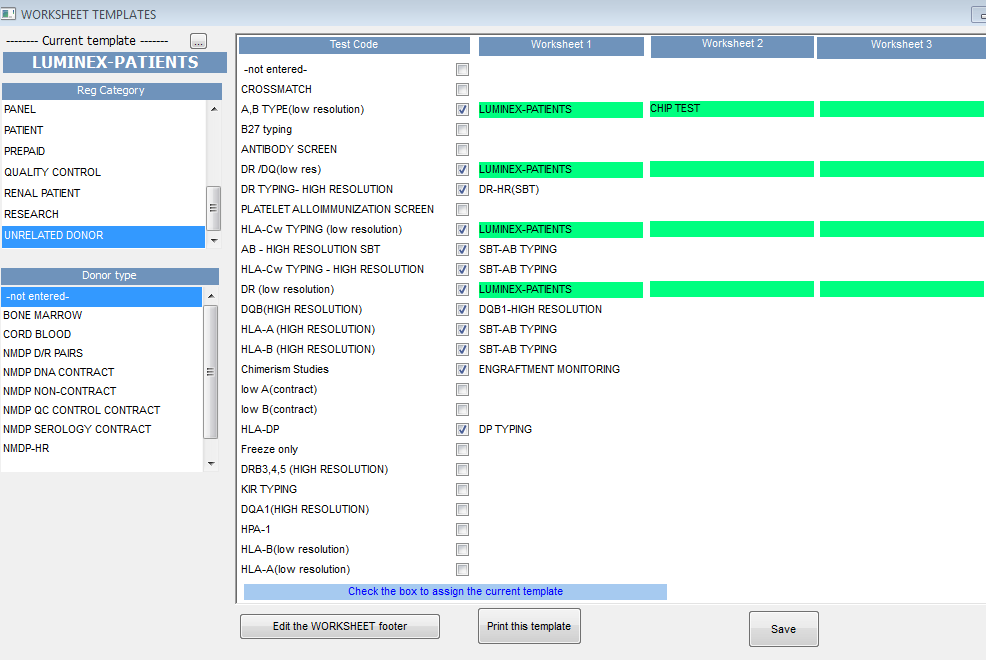 WORKSHEET TEMPLATES
-------- Current template -------
...
LUMINEX-PATIENTS
Reg Category
PANEL
PATIENT
PREPAID
QUALITY CONTROL
RENAL PATIENT
RESEARCH
UNRELATED DONOR
Donor type
-not entered-
BONE MARROW
CORD BLOOD
NMDP D/R PAIRS
NMDP DNA CONTRACT
NMDP NON-CONTRACT
NMDP QC CONTROL CONTRACT
NMDP SEROLOGY CONTRACT
NMDP-HR
Test Code Worksheet 1 Worksheet 2 Worksheet 3
-not entered-
CROSSMATCH
A,B TYPE(low resolution) LUMINEX-PATIENTS CHIP TEST
B27 typing
ANTIBODY SCREEN
DR /DQ(low res) LUMINEX-PATIENTS
DR TYPING- HIGH RESOLUTION DR-HR(SBT)
PLATELET ALLOIMMUNIZATION SCREEN
HLA-Cw TYPING (low resolution) LUMINEX-PATIENTS
AB - HIGH RESOLUTION SBT SBT-AB TYPING
HLA-Cw TYPING - HIGH RESOLUTION SBT-AB TYPING
DR (low resolution) LUMINEX-PATIENTS
DQB(HIGH RESOLUTION) DQB1-HIGH RESOLUTION
HLA-A (HIGH RESOLUTION) SBT-AB TYPING
HLA-B (HIGH RESOLUTION) SBT-AB TYPING
Chimerism Studies ENGRAFTMENT MONITORING
low A(contract)
low B(contract)
HLA-DP DP TYPING
Freeze only
DRB3,4,5 (HIGH RESOLUTION)
KIR TYPING
DQA1(HIGH RESOLUTION)
HPA-1
HLA-B(low resolution)
HLA-A(low resolution)
Check the box to assign the current template
Edit the WORKSHEET footer Print this template Save